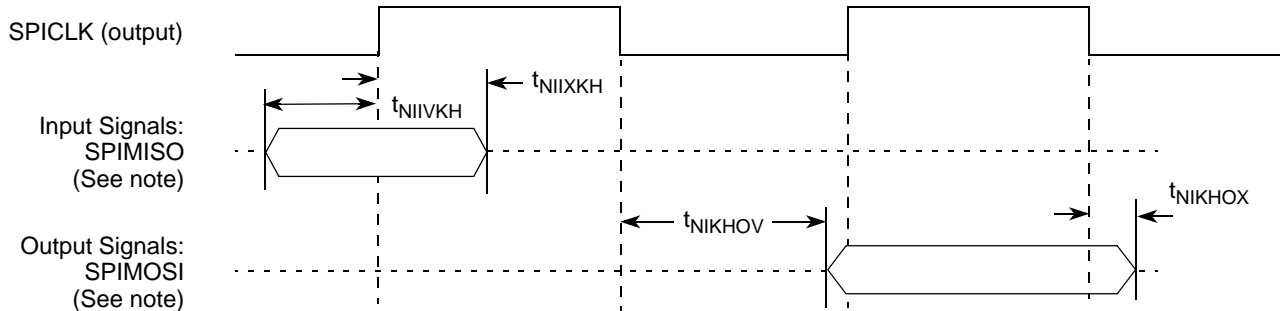 SPICLK (output)
tNIIXKH
tNIIVKH
Input Signals:
SPIMISO
(See note)
tNIKHOX
tNIKHOV
Output Signals:
SPIMOSI
(See note)